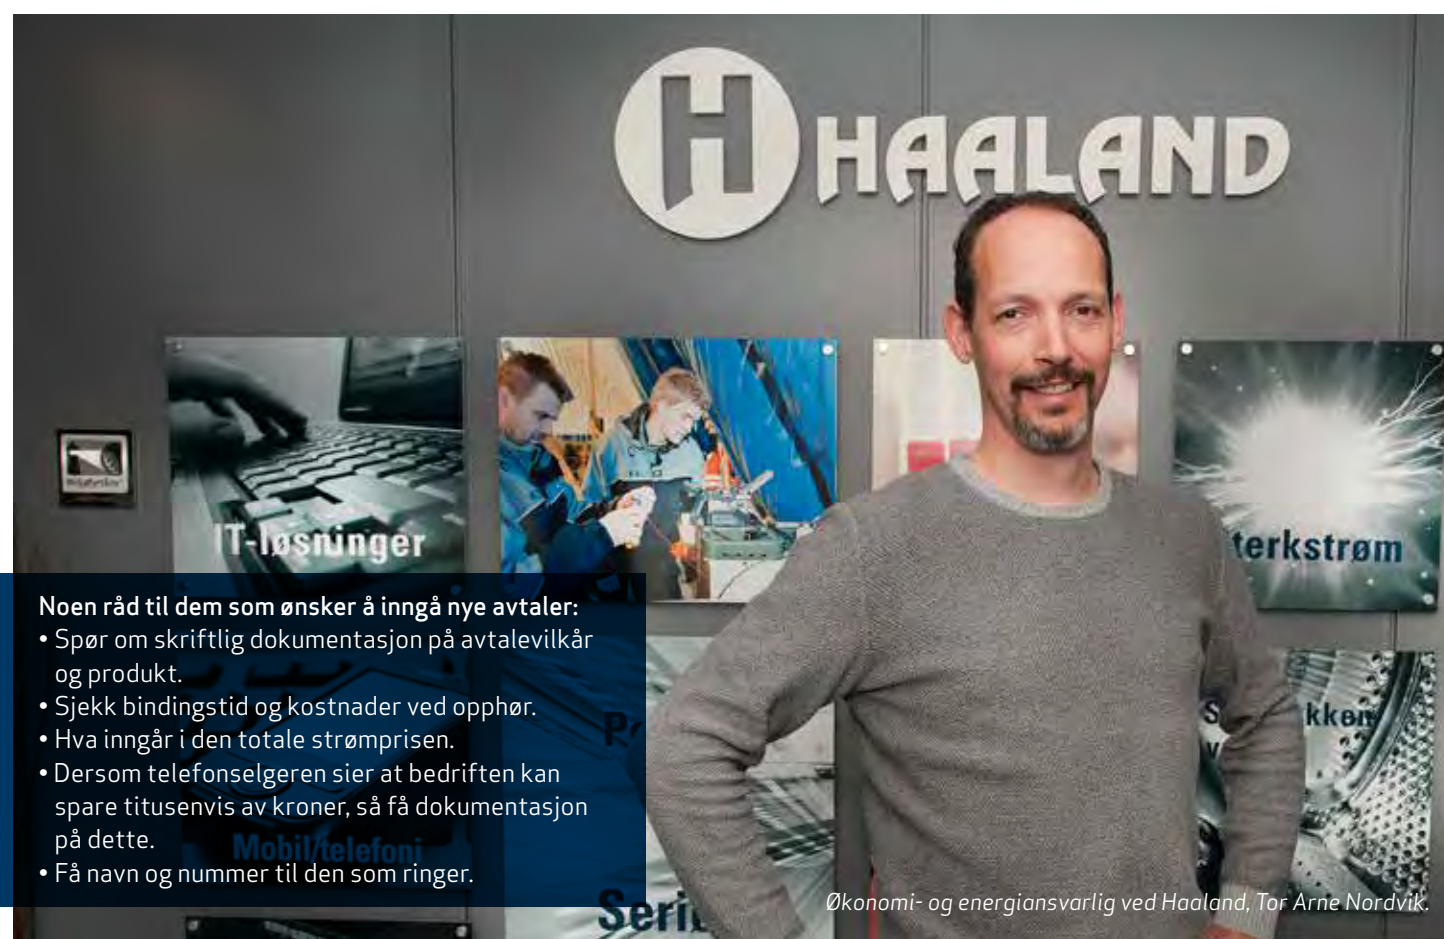 HAALAND
IT-løsninger
terkstrøm
Noen råd til dem som ønsker å inngå nye avtaler:
• Spør om skriftlig dokumentasjon på avtalevilkår
og produkt.
• Sjekk bindingstid og kostnader ved opphør.
• Hva inngår i den totale strømprisen.
• Dersom telefonselgeren sier at bedriften kan
spare titusenvis av kroner, så få dokumentasjon
på dette.
• Få navn og nummer til den som ringer.
Mobil/telefoni
Økonomi- og energiansvarlig ved Haaland, Tor Arne Nordvik.